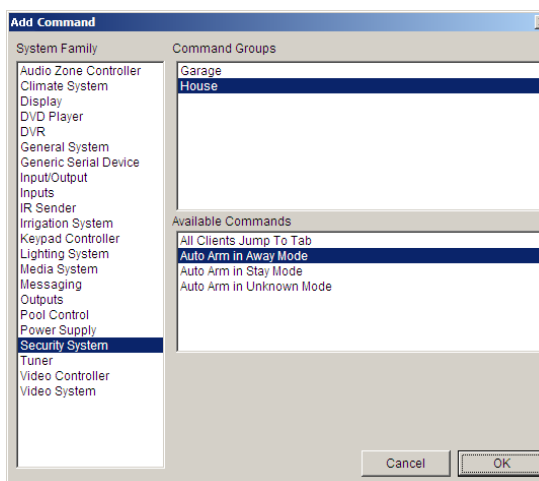 Add Command
System Family
Audio Zone Controller
Climate System
Display
DVD Player
DVR
General System
Generic Serial Device
Input/Output
Inputs
IR Sender
Irrigation System
Keypad Controller
Lighting System
Media System
Messaging
Outputs
Pool Control
Power Supply
Security System
Tuner
Video Controller
Video System
Command Groups
Garage
House
Available Commands
All Clients Jump To Tab
Auto Arm in Away Mode
Auto Arm in Stay Mode
Auto Arm in Unknown Mode
Cancel
OK